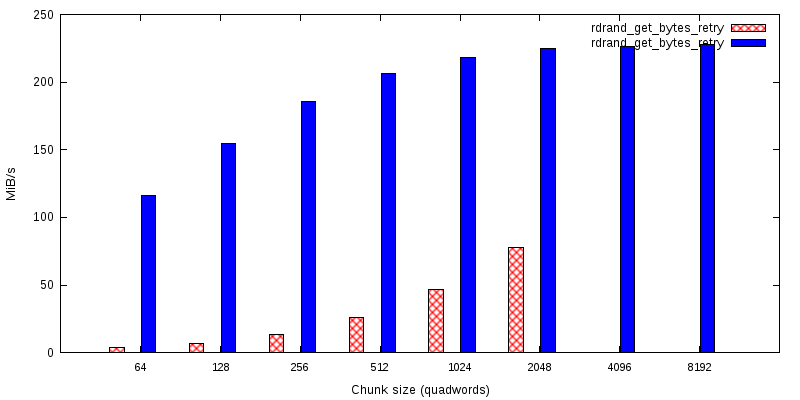 250
200
150
100
50
0
MiB/s
rdrand_get_bytes_retry
rdrand_get_bytes_retry
64 128 256 512 1024 2048 4096 8192
Chunk size (quadwords)